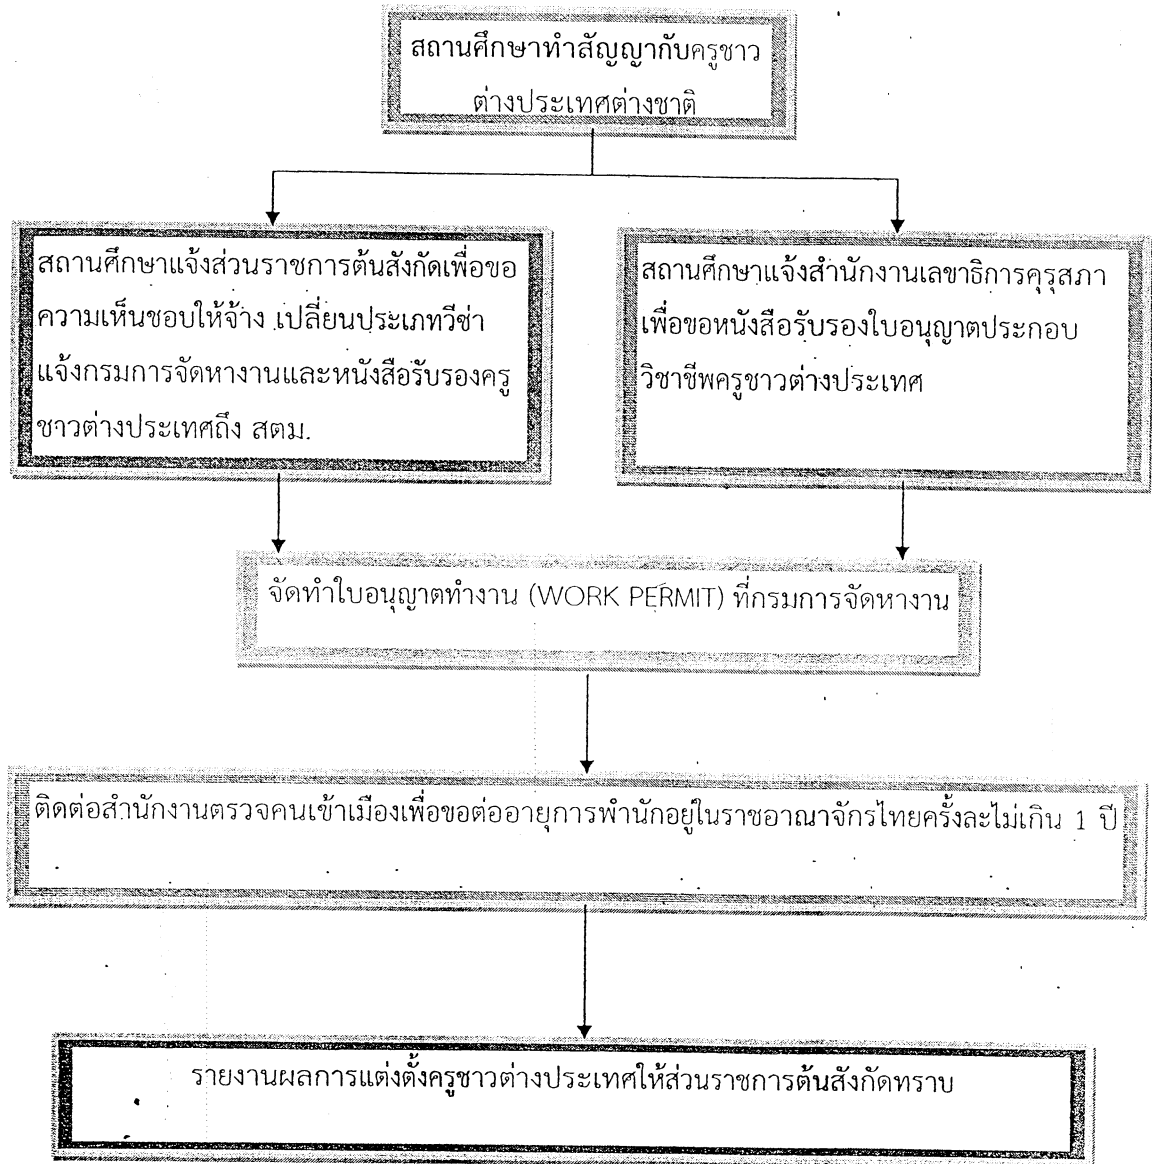 สถานศึกษาทำสัญญากับครูชาว
ต่างประเทศต่างชาติ
สถานศึกษาแจ้งส่วนราชการต้นสังกัดเพื่อขอ
ความเห็นชอบให้จ้าง เปลี่ยนประเภทวีซ่า
แจ้งกรมการจัดหางานและหนังสือรับรองครู
ชาวต่างประเทศถึง สตม.
สถานศึกษาแจ้งสำนักงานเลขาธิการคุรุสภา
เพื่อขอหนังสือรับรองใบอนุญาตประกอบ
วิชาชีพครูชาวต่างประเทศ
จัดทำใบอนุญาตทำงาน (WORK PERMIT) ที่กรมการจัดหางาน
ติดต่อสำนักงานตรวจคนเข้าเมืองเพื่อขอต่ออายุการพำนักอยู่ในราชอาณาจักรไทยครั้งละไม่เกิน 1 ปี
รายงานผลการแต่งตั้งครูชาวต่างประเทศให้ส่วนราชการต้นสังกัดทราบ